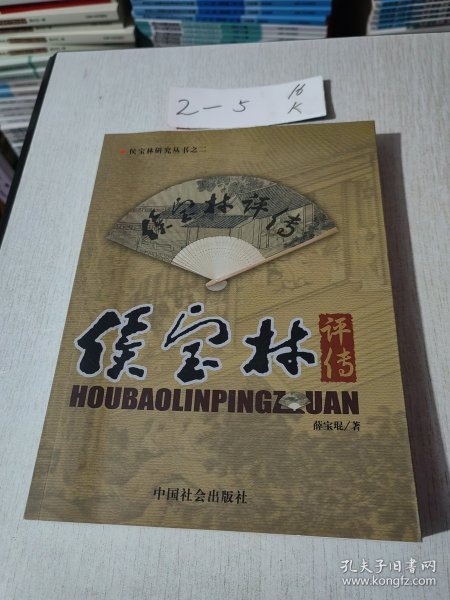 2-5
16
K
侯宝林研究丛书之二
侯宝林评传
侯宝林
评传
HOUBAOLINPINGZHUAN
薛宝琨/著
中国社会出版社
孔夫子旧书网
www.kongfz.com